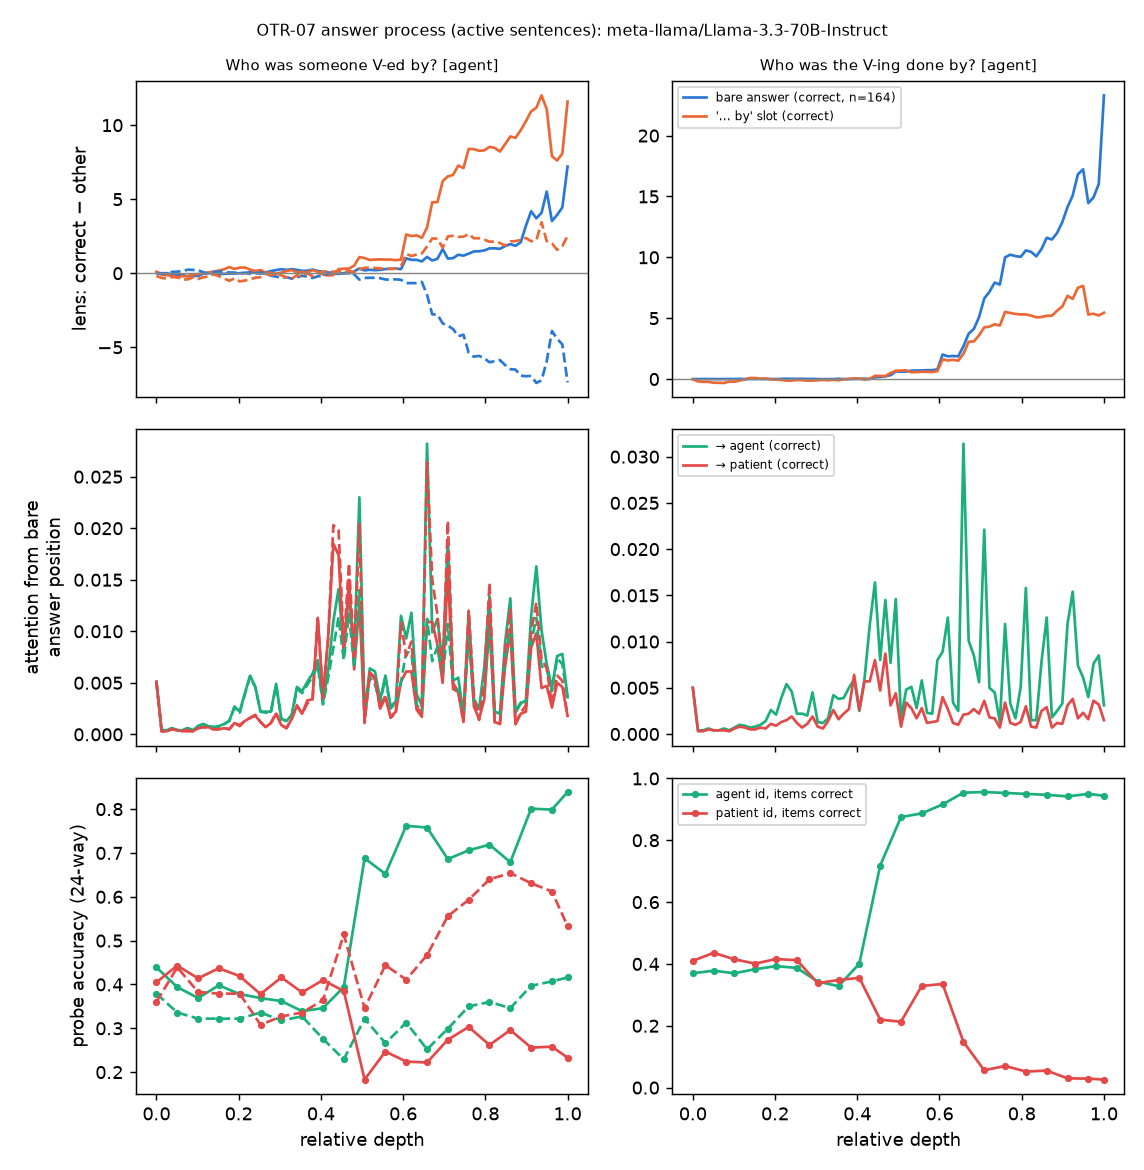 OTR-07 answer process (active sentences): meta-llama/Llama-3.3-70B-Instruct
Who was someone V-ed by? [agent]
lens: correct − other
10
5
0
−5
Who was the V-ing done by? [agent]
bare answer (correct, n=164)
'... by' slot (correct)
20
15
10
5
0
attention from bare
answer position
0.025
0.020
0.015
0.010
0.005
0.000
→ agent (correct)
→ patient (correct)
0.030
0.025
0.020
0.015
0.010
0.005
0.000
probe accuracy (24-way)
0.8
0.7
0.6
0.5
0.4
0.3
0.2
0.0 0.2 0.4 0.6 0.8 1.0
relative depth
agent id, items correct
patient id, items correct
1.0
0.8
0.6
0.4
0.2
0.0
0.0 0.2 0.4 0.6 0.8 1.0
relative depth